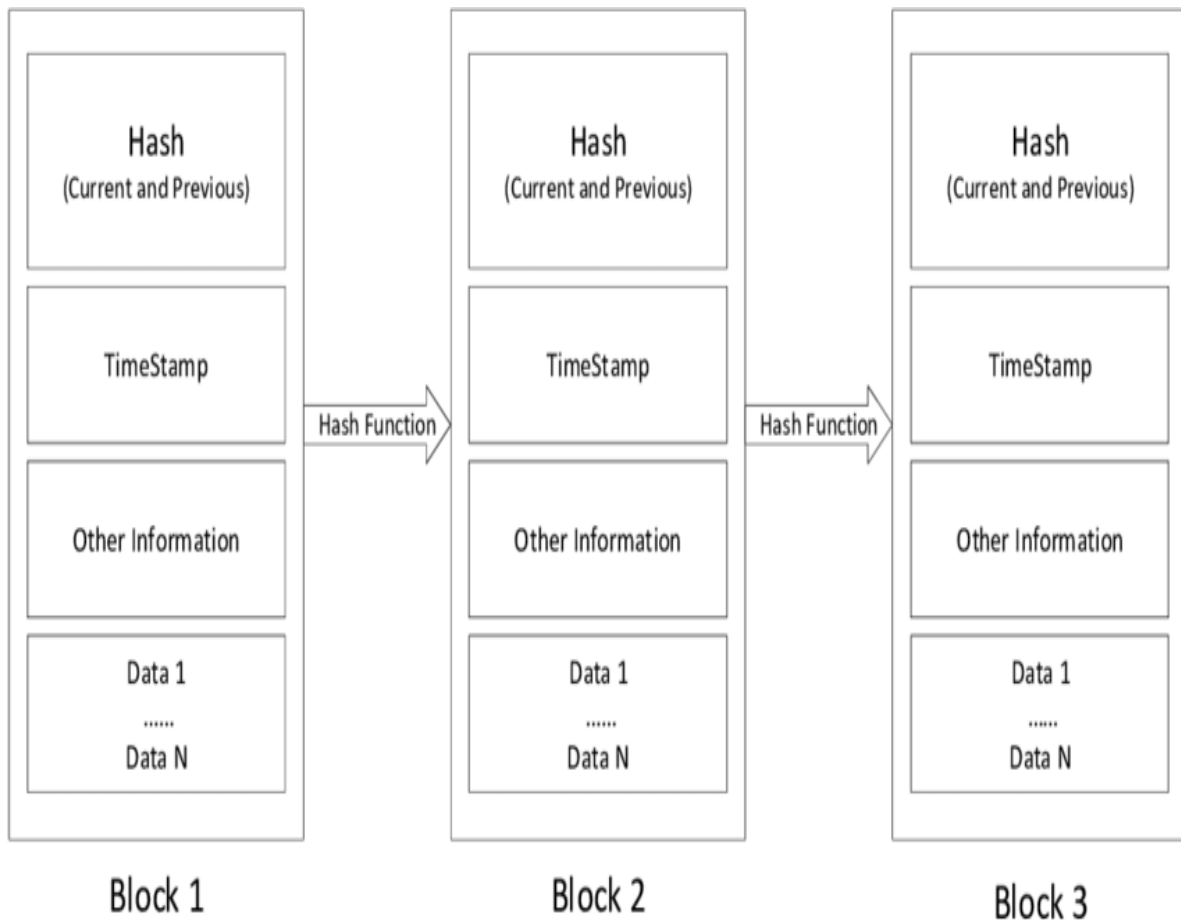 Hash
(Current and Previous)
TimeStamp
Other Information
Data 1
......
Data N
Block 1
Hash Function
Hash
(Current and Previous)
TimeStamp
Other Information
Data 1
......
Data N
Block 2
Hash Function
Hash
(Current and Previous)
TimeStamp
Other Information
Data 1
......
Data N
Block 3